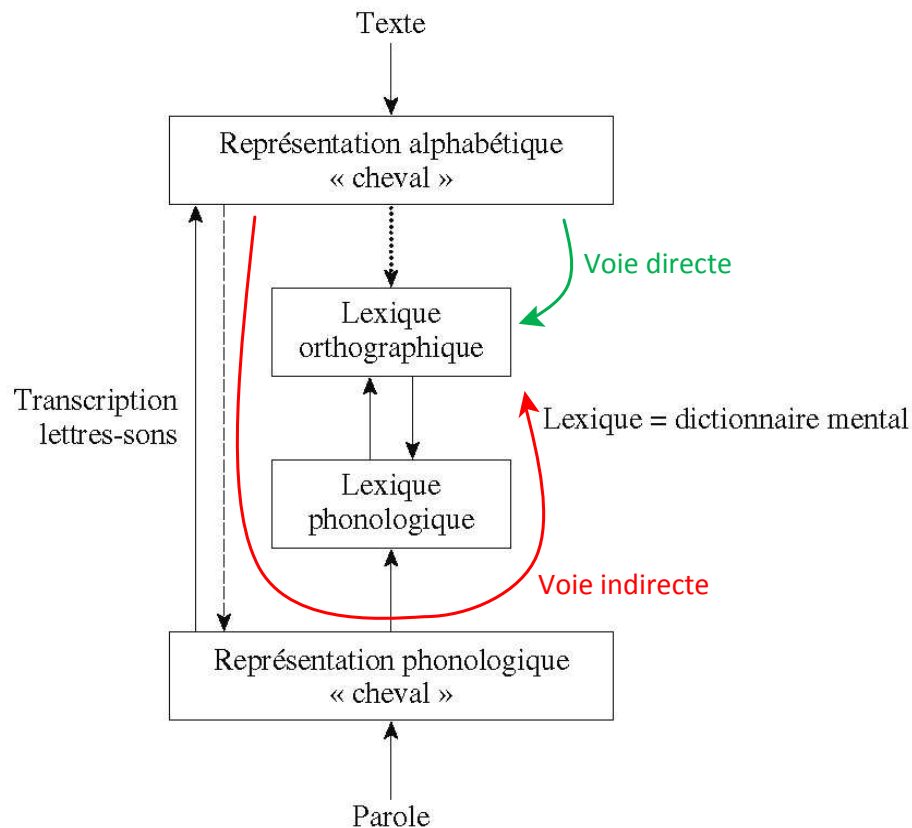 Texte
Représentation alphabétique
« cheval »
Voie directe
Lexique
orthographique
Transcription
lettres-sons
Lexique = dictionnaire mental
Lexique
phonologique
Voie indirecte
Représentation phonologique
« cheval »
Parole